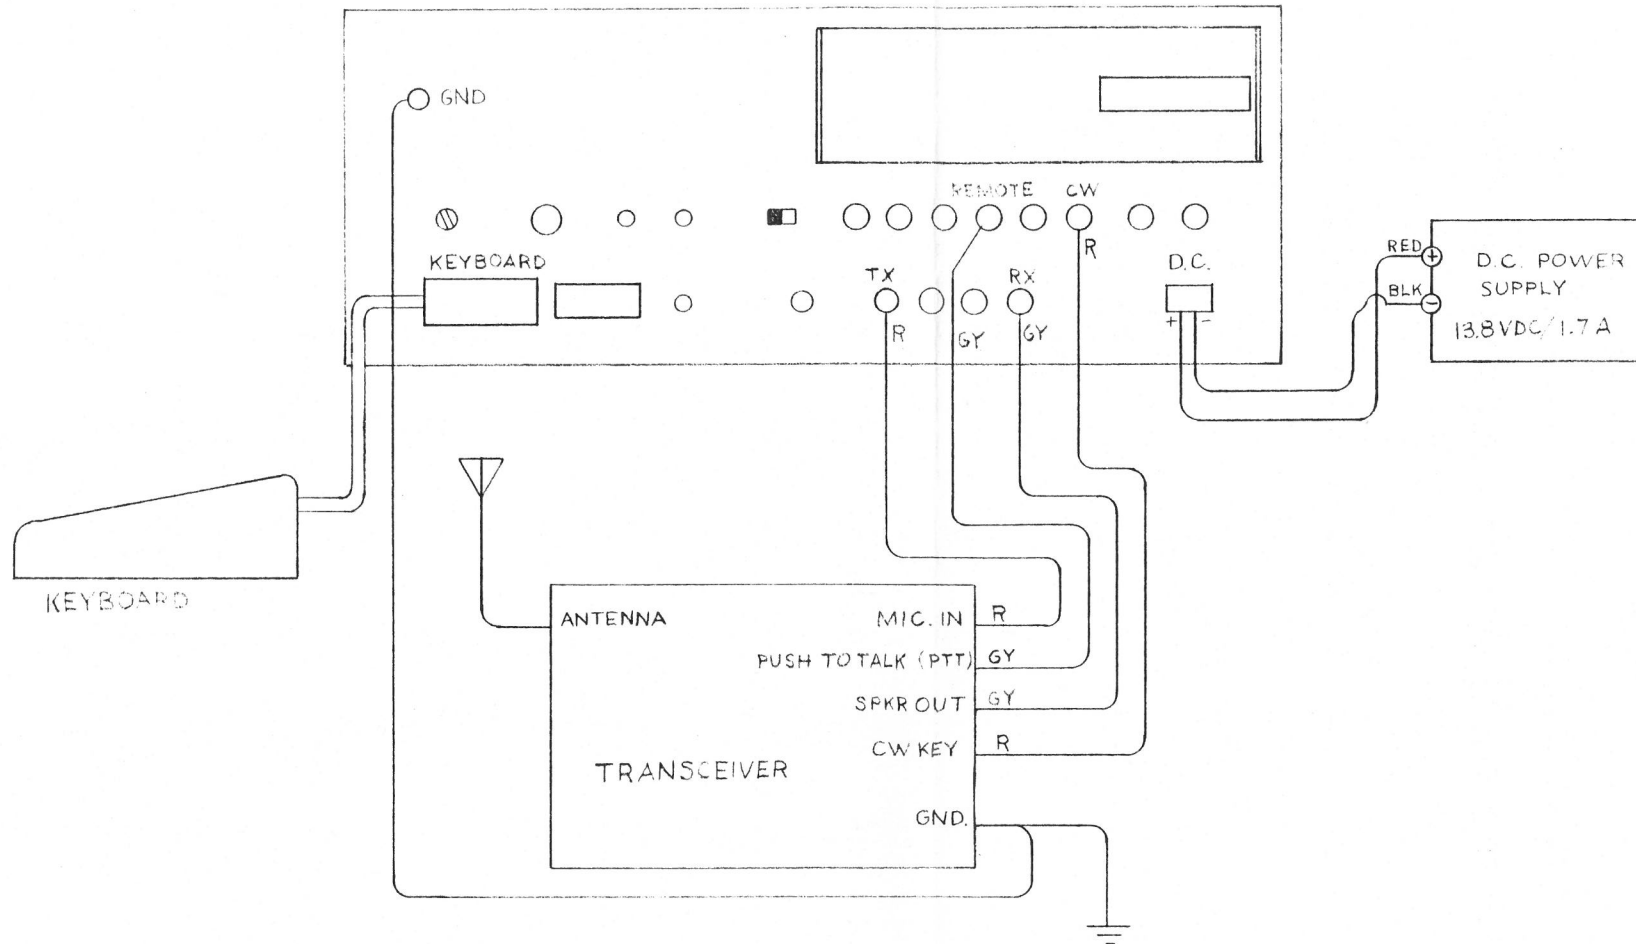 GND
REMOTE CW
R
KEYBOARD
TX
RX
D.C.
R
GY
GY
+ -
RED +
BLK -
D.C. POWER
SUPPLY
13.8VDC/1.7A
KEYBOARD
ANTENNA
MIC. IN R
PUSH TO TALK (PTT) GY
SPKR OUT GY
CW KEY R
TRANSCEIVER
GND.